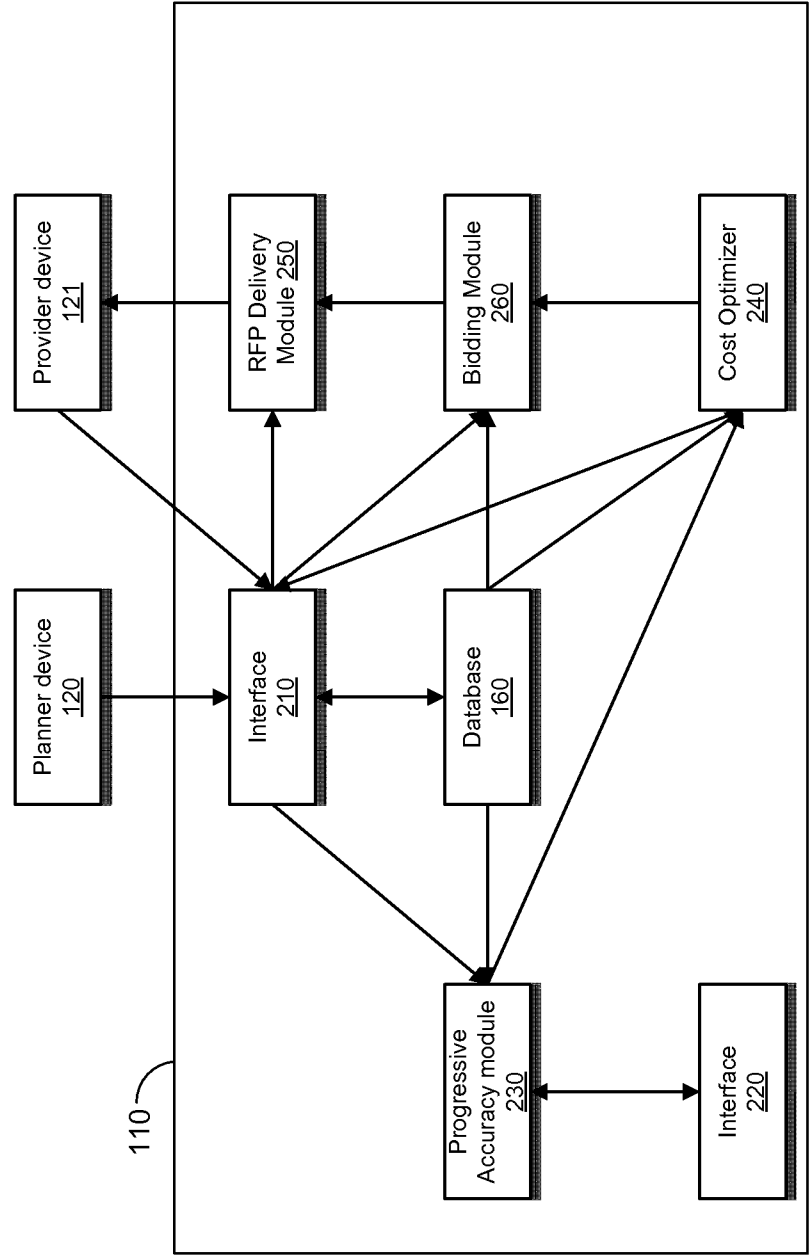 Provider device
121
RFP Delivery
Module 250
Bidding Module
260
Cost Optimizer
240
Planner device
120
Interface
210
Database
160
110
Progressive
Accuracy module
230
Interface
220